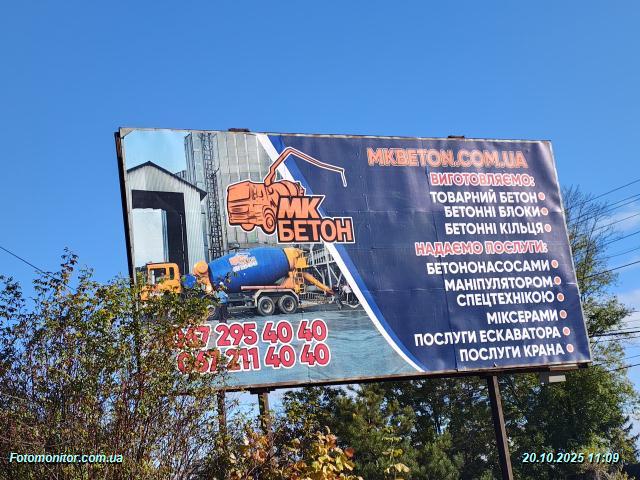 MKBETON.COM.UA
ВИГОТОВЛЯЄМО:
ТОВАРНИЙ БЕТОН
БЕТОННІ БЛОКИ
БЕТОННІ КІЛЬЦЯ
НАДАЄМО ПОСЛУГИ:
БЕТОНОНАСОСАМИ
МАНІПУЛЯТОРОМ
СПЕЦТЕХНІКОЮ
МІКСЕРАМИ
ПОСЛУГИ ЕСКАВАТОРА
ПОСЛУГИ КРАНА
МК
БЕТОН
295 40 40
067 211 40 40
Fotomonitor.com.ua
20.10.2025 11:09